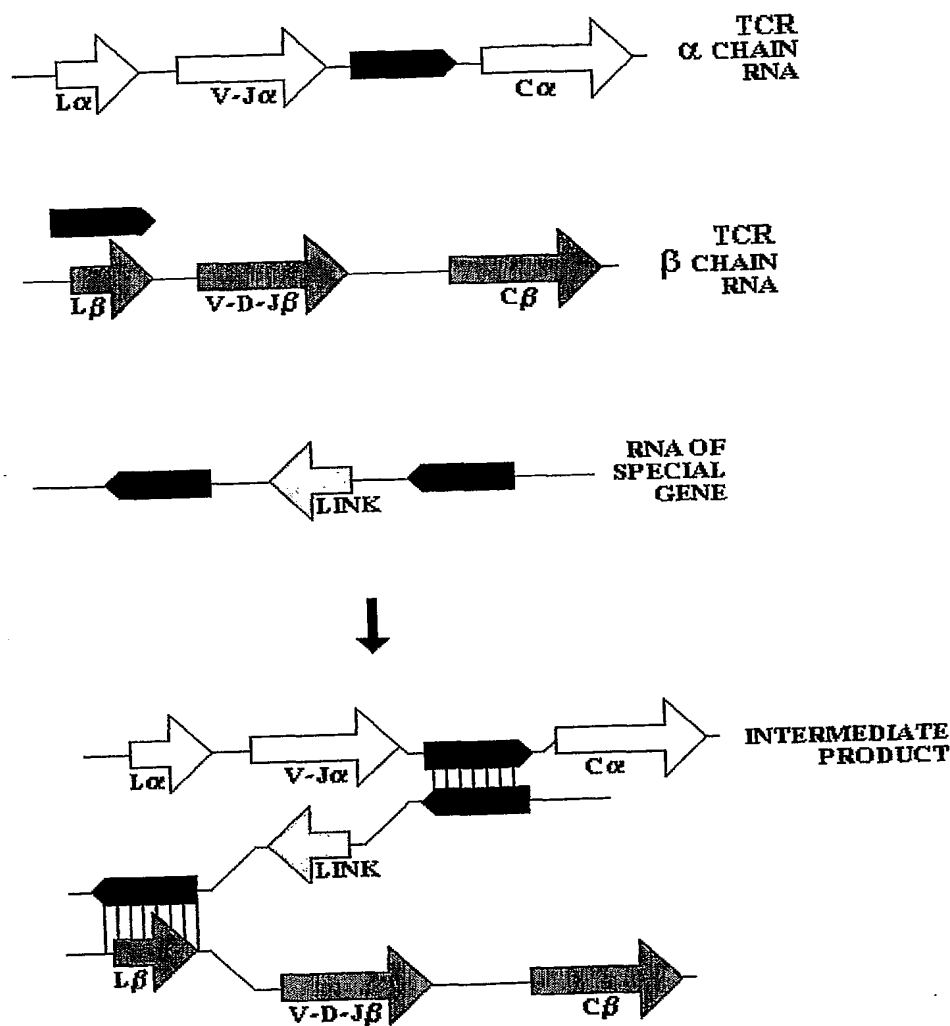 TCR
α CHAIN
RNA
Lα
V-Jα
Cα
TCR
β CHAIN
RNA
Lβ
V-D-Jβ
Cβ
RNA OF
SPECIAL
GENE
LINK
INTERMEDIATE
PRODUCT
Lα
V-Jα
Cα
LINK
Lβ
V-D-Jβ
Cβ